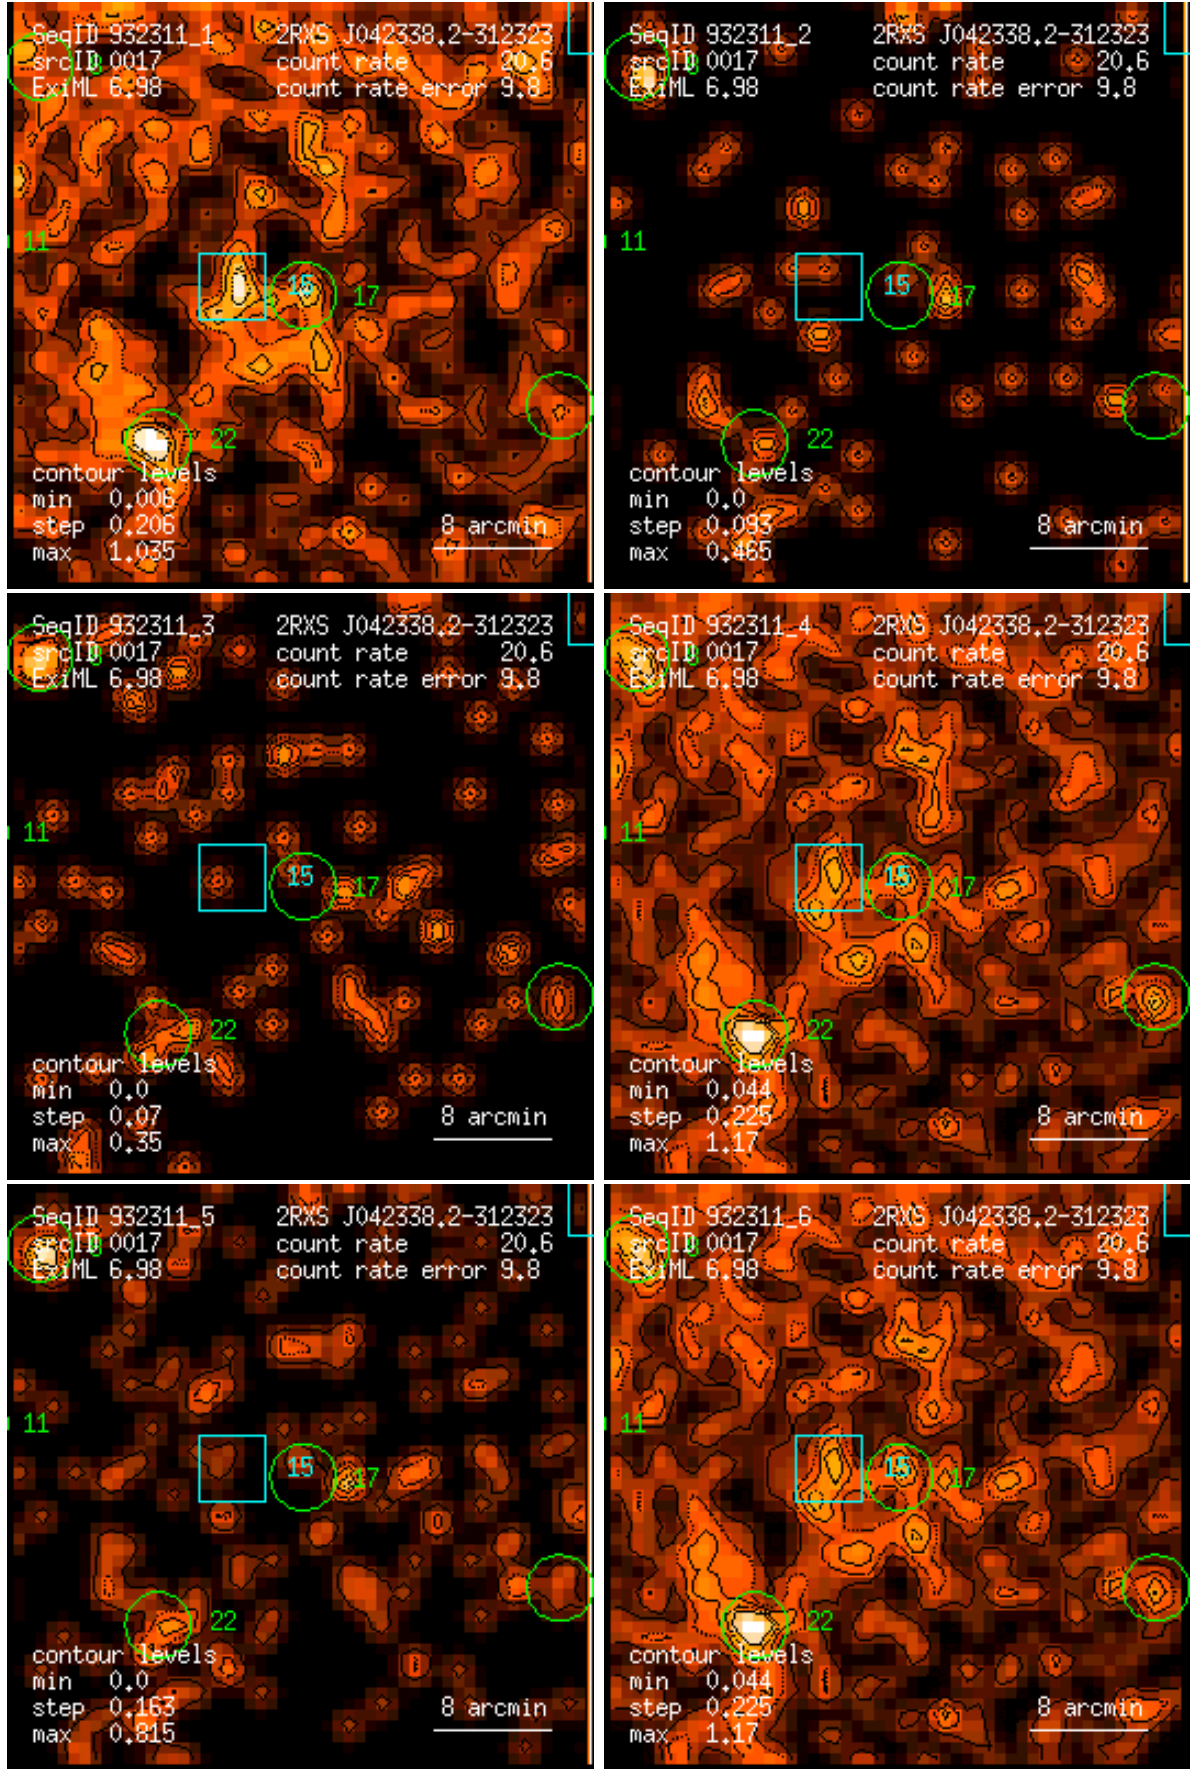 SeqID 932311_1 2RXS J042338.2-312323
srcID 0017 count rate 20.6
ExiML 6.98 count rate error 9.8
8
11
15 17
22
contour levels
min 0.006
step 0.206 8 arcmin
max 1.035
SeqID 932311_2 2RXS J042338.2-312323
srcID 0017 count rate 20.6
ExiML 6.98 count rate error 9.8
8
11
15 17
22
contour levels
min 0.0
step 0.093 8 arcmin
max 0.465
SeqID 932311_3 2RXS J042338.2-312323
srcID 0017 count rate 20.6
ExiML 6.98 count rate error 9.8
8
11
15 17
22
contour levels
min 0.0
step 0.07 8 arcmin
max 0.35
SeqID 932311_4 2RXS J042338.2-312323
srcID 0017 count rate 20.6
ExiML 6.98 count rate error 9.8
8
11
15 17
22
contour levels
min 0.044
step 0.225 8 arcmin
max 1.17
SeqID 932311_5 2RXS J042338.2-312323
srcID 0017 count rate 20.6
ExiML 6.98 count rate error 9.8
8
11
15 17
22
contour levels
min 0.0
step 0.163 8 arcmin
max 0.815
SeqID 932311_6 2RXS J042338.2-312323
srcID 0017 count rate 20.6
ExiML 6.98 count rate error 9.8
8
11
15 17
22
contour levels
min 0.044
step 0.225 8 arcmin
max 1.17